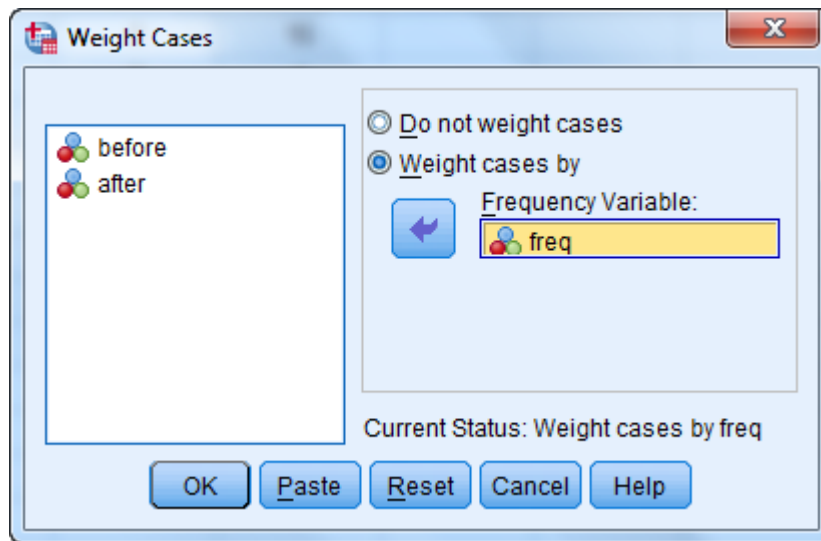 Weight Cases
before
after
Do not weight cases
Weight cases by
Frequency Variable:
freq
Current Status: Weight cases by freq
OK Paste Reset Cancel Help